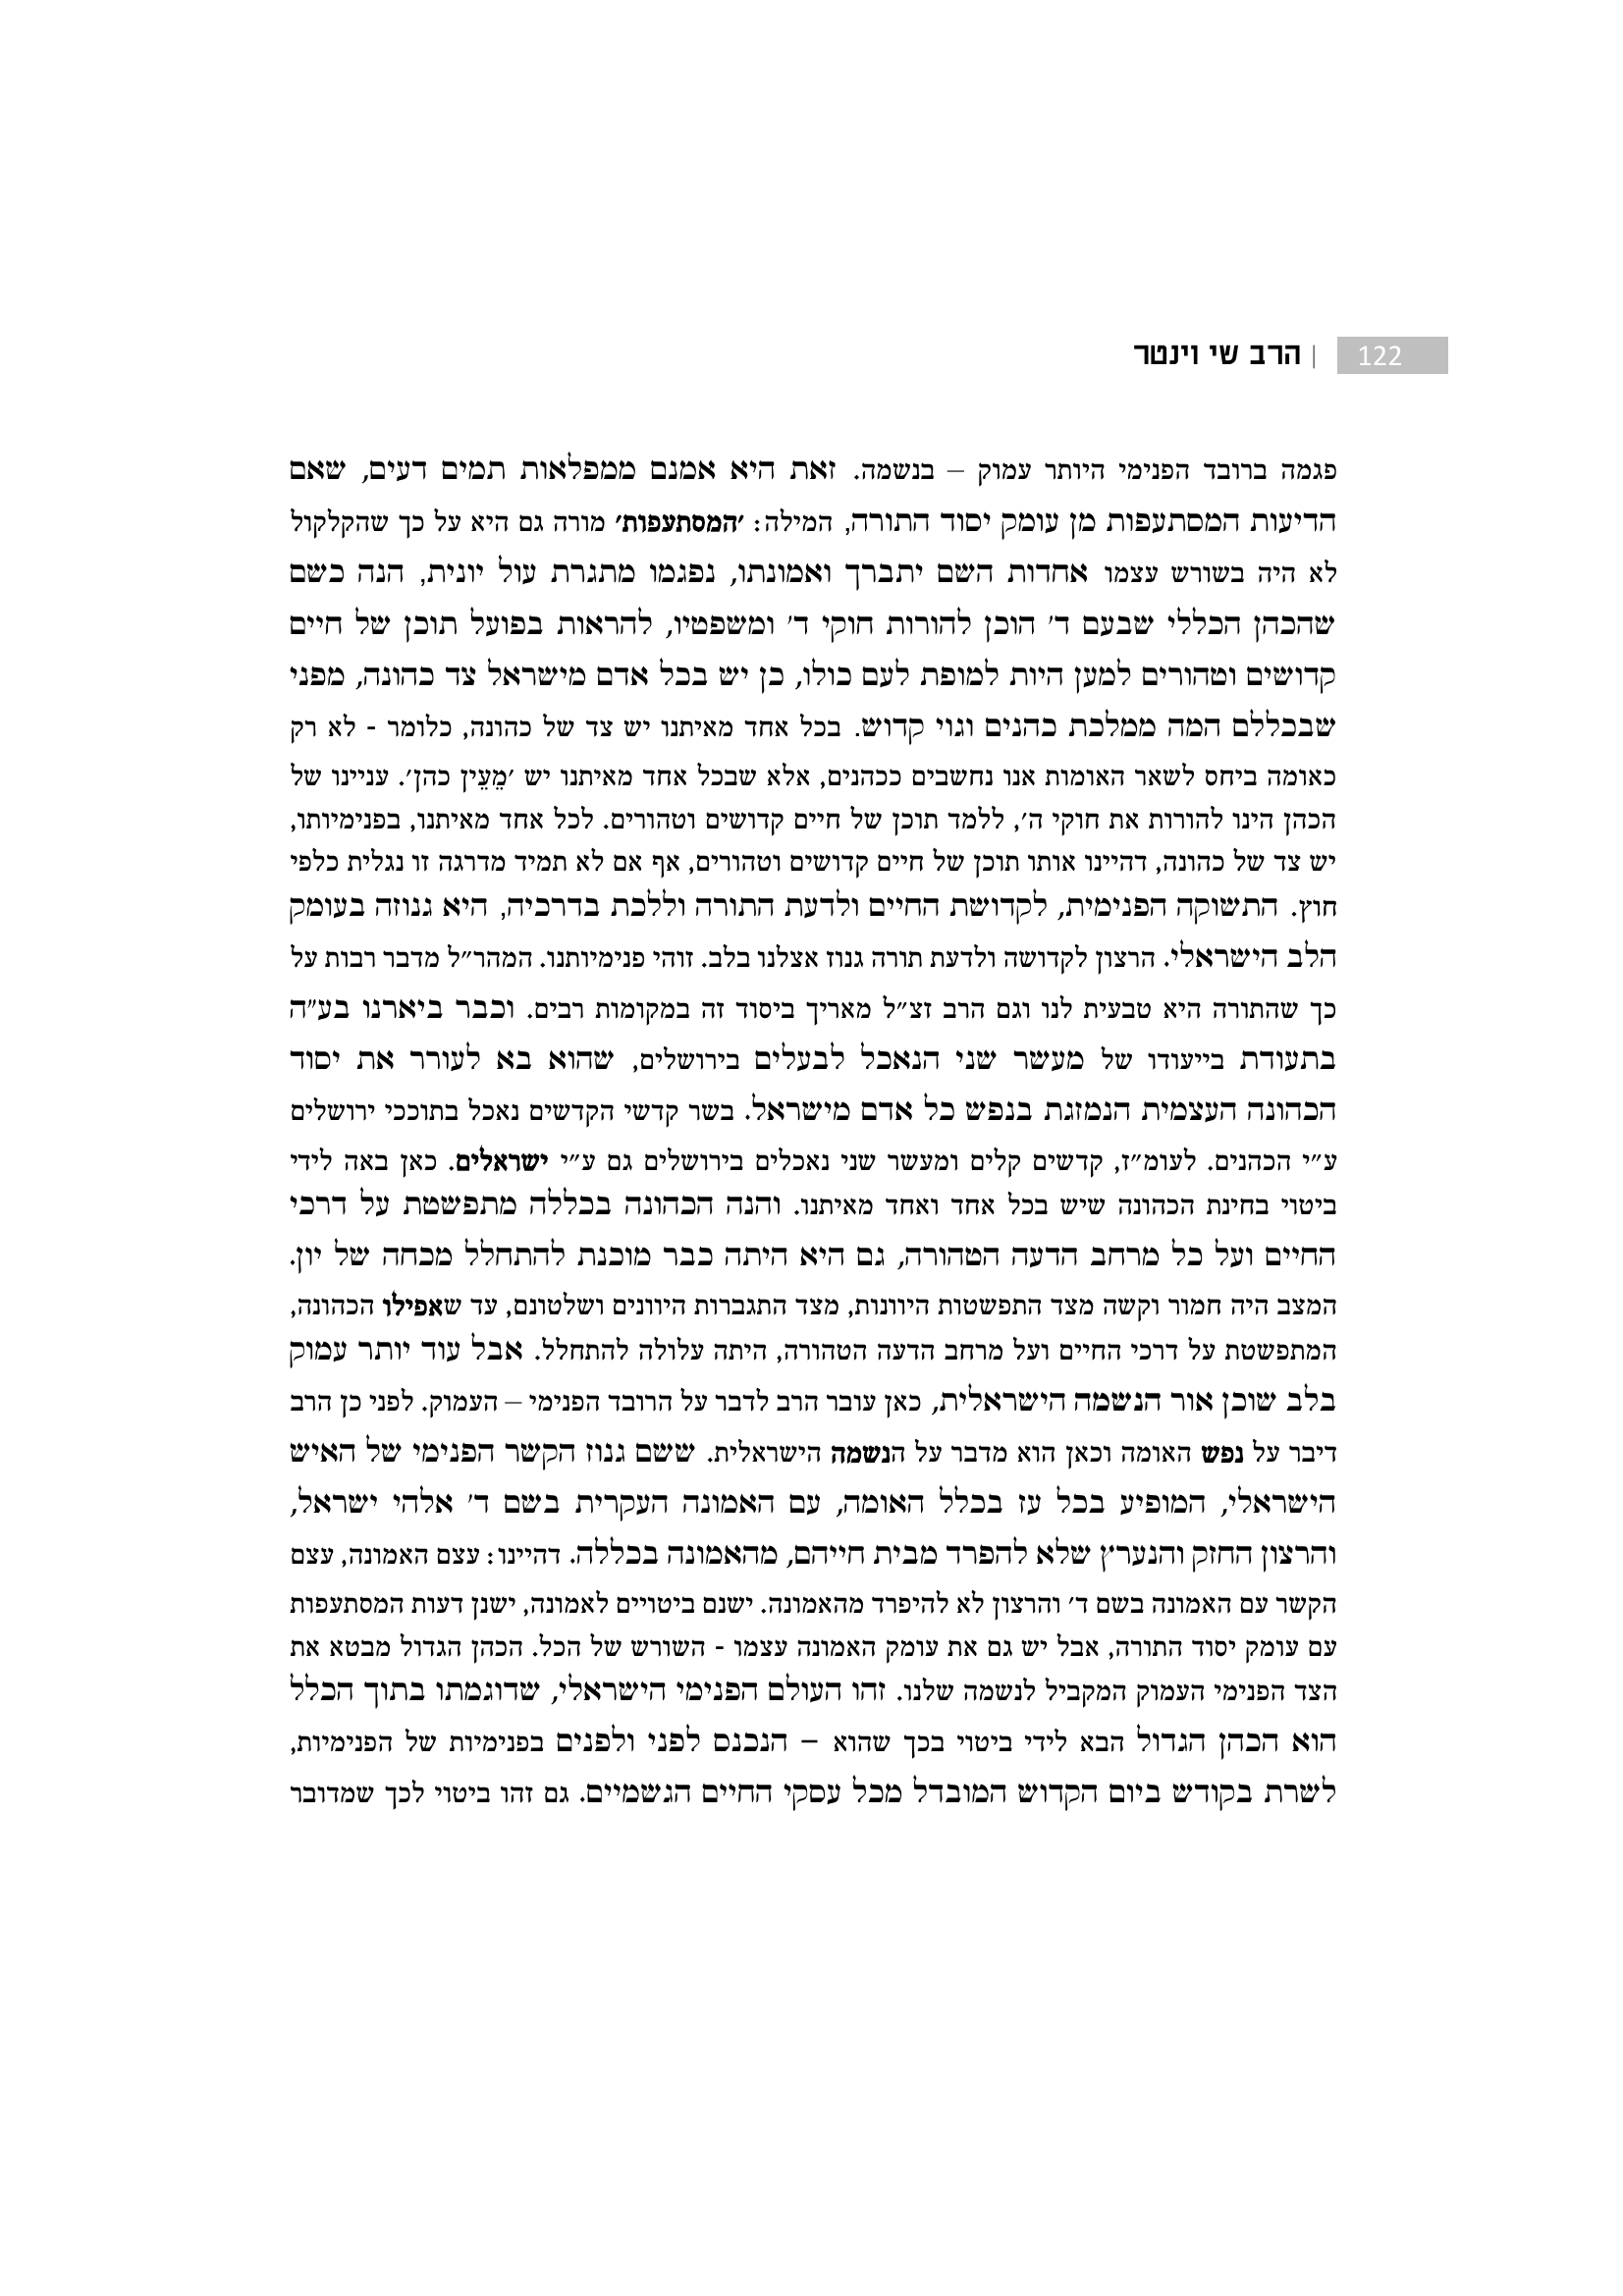 122 | הרב שי וינטר
פגמה ברובד הפנימי היותר עמוק – בנשמה. זאת היא אמנם ממפלאות תמים דעים, שאם
הדיעות המסתעפות מן עומק יסוד התורה, המילה: 'המסתעפות' מורה גם היא על כך שהקלקול
לא היה בשורש עצמו אחדות השם יתברך ואמונתו, נפגמו מתגרת עול יונית, הנה כשם
שהכהן הכללי שבעם ד' הוכן להורות חוקי ד' ומשפטיו, להראות בפועל תוכן של חיים
קדושים וטהורים למען היות למופת לעם כולו, כן יש בכל אדם מישראל צד כהונה, מפני
שבכללם המה ממלכת כהנים וגוי קדוש. בכל אחד מאיתנו יש צד של כהונה, כלומר - לא רק
כאומה ביחס לשאר האומות אנו נחשבים ככהנים, אלא שבכל אחד מאיתנו יש 'מֵעֵין כהן'. עניינו של
הכהן הינו להורות את חוקי ה', ללמד תוכן של חיים קדושים וטהורים. לכל אחד מאיתנו, בפנימיותו,
יש צד של כהונה, דהיינו אותו תוכן של חיים קדושים וטהורים, אף אם לא תמיד מדרגה זו נגלית כלפי
חוץ. התשוקה הפנימית, לקדושת החיים ולדעת התורה וללכת בדרכיה, היא גנוזה בעומק
הלב הישראלי. הרצון לקדושה ולדעת תורה גנוז אצלנו בלב. זוהי פנימיותנו. המהר״ל מדבר רבות על
כך שהתורה היא טבעית לנו וגם הרב זצ״ל מאריך ביסוד זה במקומות רבים. וכבר ביארנו בע״ה
בתעודת בייעודו של מעשר שני הנאכל לבעלים בירושלים, שהוא בא לעורר את יסוד
הכהונה העצמית הנמזגת בנפש כל אדם מישראל. בשר קדשי הקדשים נאכל בתוככי ירושלים
ע״י הכהנים. לעומ״ז, קדשים קלים ומעשר שני נאכלים בירושלים גם ע״י ישראלים. כאן באה לידי
ביטוי בחינת הכהונה שיש בכל אחד ואחד מאיתנו. והנה הכהונה בכללה מתפשטת על דרכי
החיים ועל כל מרחב הדעה הטהורה, גם היא היתה כבר מוכנת להתחלל מכחה של יון.
המצב היה חמור וקשה מצד התפשטות היוונות, מצד התגברות היוונים ושלטונם, עד שאפילו הכהונה,
המתפשטת על דרכי החיים ועל מרחב הדעה הטהורה, היתה עלולה להתחלל. אבל עוד יותר עמוק
בלב שוכן אור הנשמה הישראלית, כאן עובר הרב לדבר על הרובד הפנימי – העמוק. לפני כן הרב
דיבר על נפש האומה וכאן הוא מדבר על הנשמה הישראלית. ששם גנוז הקשר הפנימי של האיש
הישראלי, המופיע בכל עז בכלל האומה, עם האמונה העקרית בשם ד' אלהי ישראל,
והרצון החזק והנערץ שלא להפרד מבית חייהם, מהאמונה בכללה. דהיינו: עצם האמונה, עצם
הקשר עם האמונה בשם ד' והרצון לא להיפרד מהאמונה. ישנם ביטויים לאמונה, ישנן דעות המסתעפות
עם עומק יסוד התורה, אבל יש גם את עומק האמונה עצמו - השורש של הכל. הכהן הגדול מבטא את
הצד הפנימי העמוק המקביל לנשמה שלנו. זהו העולם הפנימי הישראלי, שדוגמתו בתוך הכלל
הוא הכהן הגדול הבא לידי ביטוי בכך שהוא – הנכנס לפני ולפנים בפנימיות של הפנימיות,
לשרת בקודש ביום הקדוש המובדל מכל עסקי החיים הגשמיים. גם זהו ביטוי לכך שמדובר